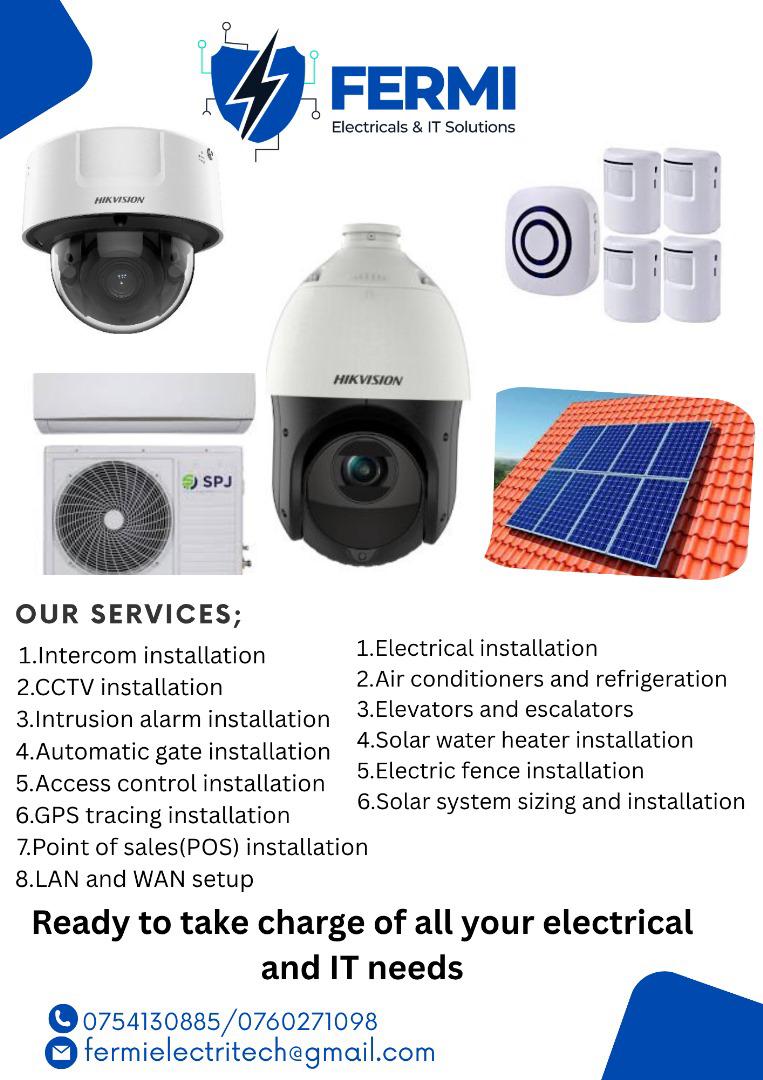 FERMI
Electricals & IT Solutions
HIKVISION
HIKVISION
SPJ
OUR SERVICES;
1.Intercom installation
2.CCTV installation
3.Intrusion alarm installation
4.Automatic gate installation
5.Access control installation
6.GPS tracing installation
7.Point of sales(POS) installation
8.LAN and WAN setup
1.Electrical installation
2.Air conditioners and refrigeration
3.Elevators and escalators
4.Solar water heater installation
5.Electric fence installation
6.Solar system sizing and installation
Ready to take charge of all your electrical
and IT needs
0754130885/0760271098
fermielectritech@gmail.com